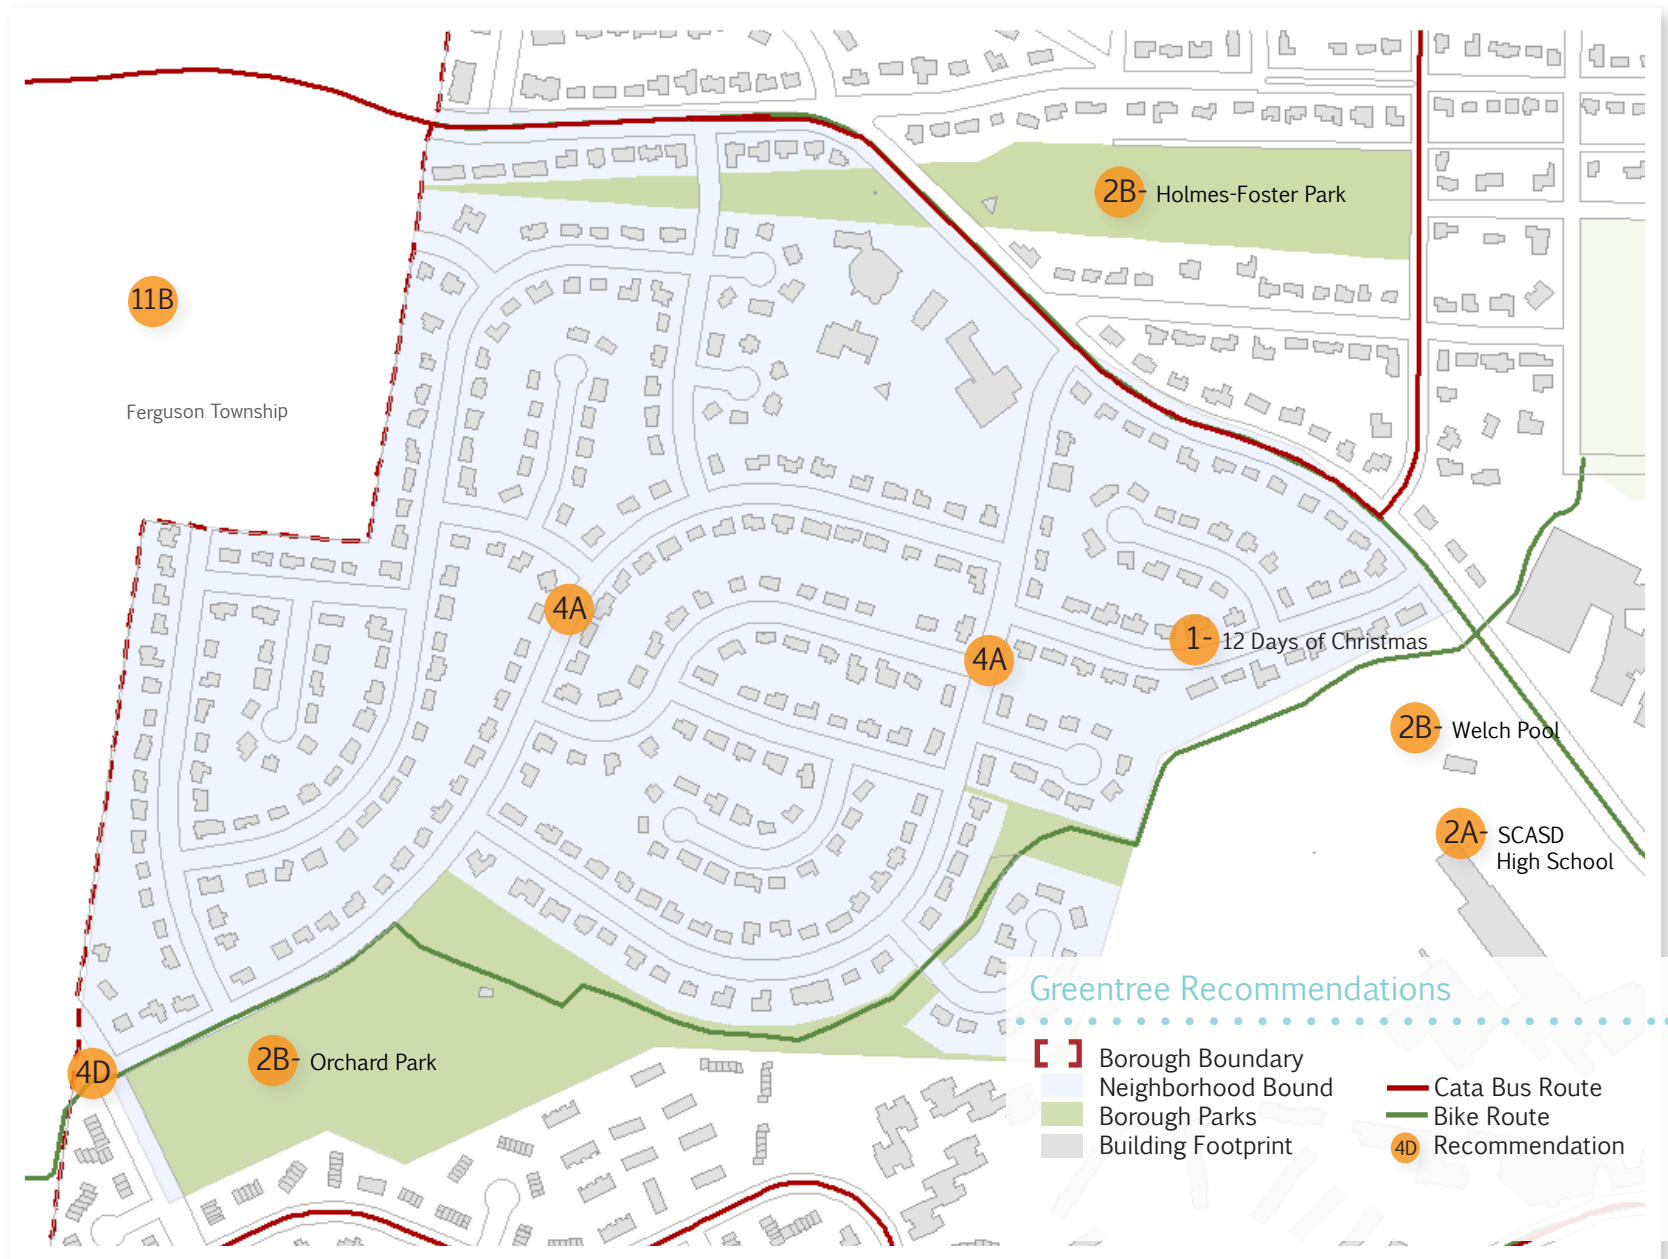 2B- Holmes-Foster Park
11B
Ferguson Township
4A
4A
1- 12 Days of Christmas
2B- Welch Pool
2A- SCASD
High School
4D
2B- Orchard Park
Greentree Recommendations
Borough Boundary
Neighborhood Bound
Borough Parks
Building Footprint
Cata Bus Route
Bike Route
4D Recommendation